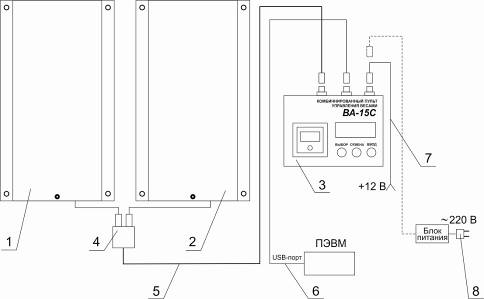 КОМБИНИРОВАННЫЙ ПУЛЬТ
УПРАВЛЕНИЯ ВЕСАМИ
ВА-15С
ВЫБОР ОТМЕНА ВВОД
1
2
3
4
5
6
7
8
+12 В
~220 В
Блок
питания
ПЭВМ
USB-порт